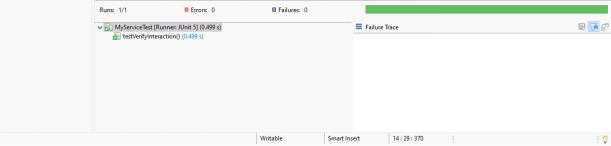 Runs: 1/1 Errors: 0 Failures: 0
MyServiceTest [Runner: JUnit 5] (0.499 s)
testVerifyInteraction() (0.499 s)
Failure Trace
Writable Smart Insert 14 : 29 : 370